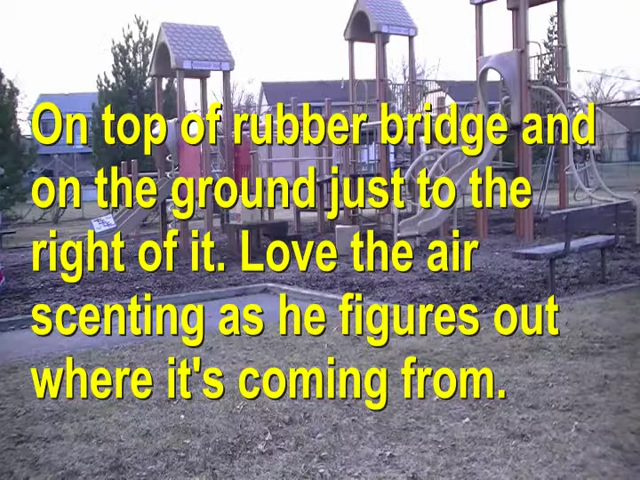 On top of rubber bridge and
on the ground just to the
right of it. Love the air
scenting as he figures out
where it's coming from.